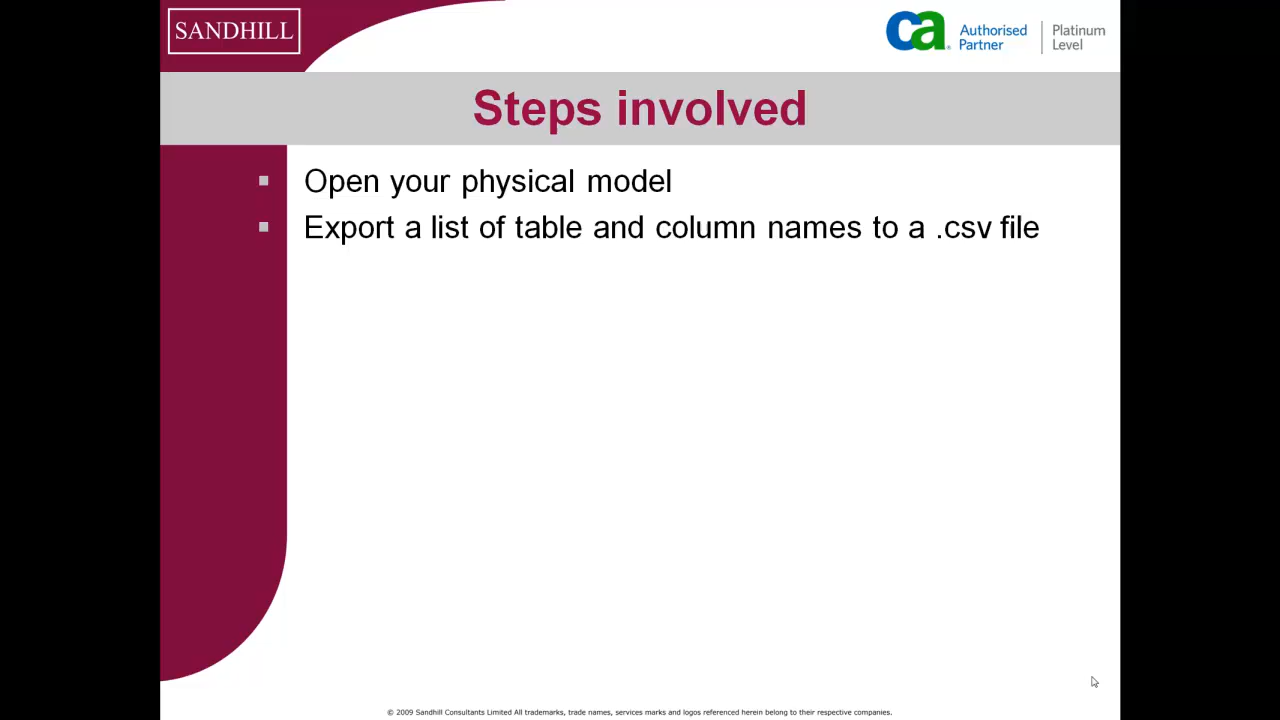 SANDHILL
ca Authorised Partner Platinum Level
Steps involved
Open your physical model
Export a list of table and column names to a .csv file
© 2009 Sandhill Consultants Limited All trademarks, trade names, services marks and logos referenced herein belong to their respective companies.